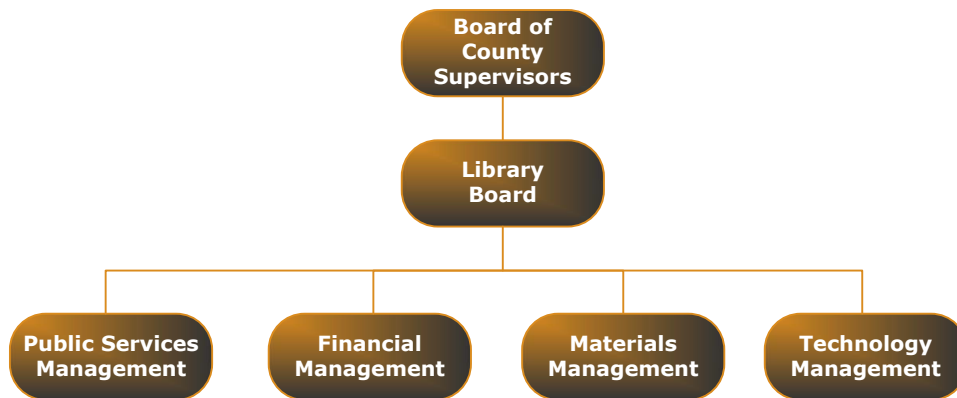 Board of
County
Supervisors
Library
Board
Public Services
Management
Financial
Management
Materials
Management
Technology
Management